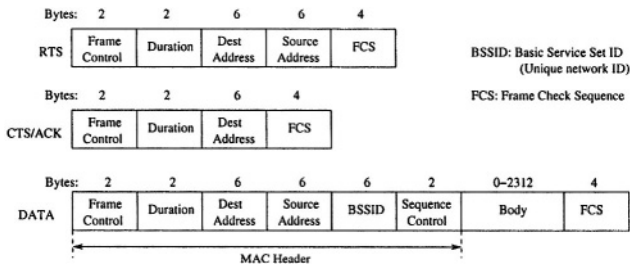 Bytes: 2 2 6 6 4
RTS Frame Control Duration Dest Address Source Address FCS
BSSID: Basic Service Set ID
(Unique network ID)
FCS: Frame Check Sequence
Bytes: 2 2 6 4
CTS/ACK Frame Control Duration Dest Address FCS
Bytes: 2 2 6 6 6 2 0-2312 4
DATA Frame Control Duration Dest Address Source Address BSSID Sequence Control Body FCS
MAC Header